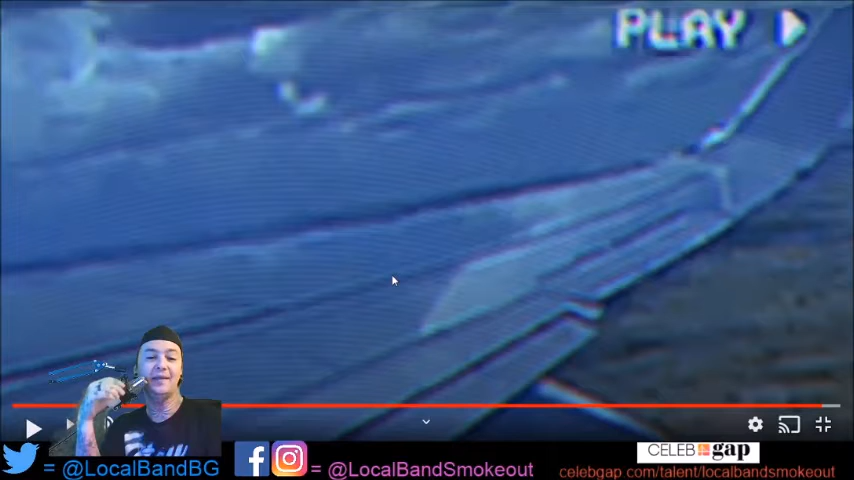 PLAY
= @LocalBandBG
f
= @LocalBandSmokeout
CELEB gap
celebgap.com/talent/localbandsmokeout